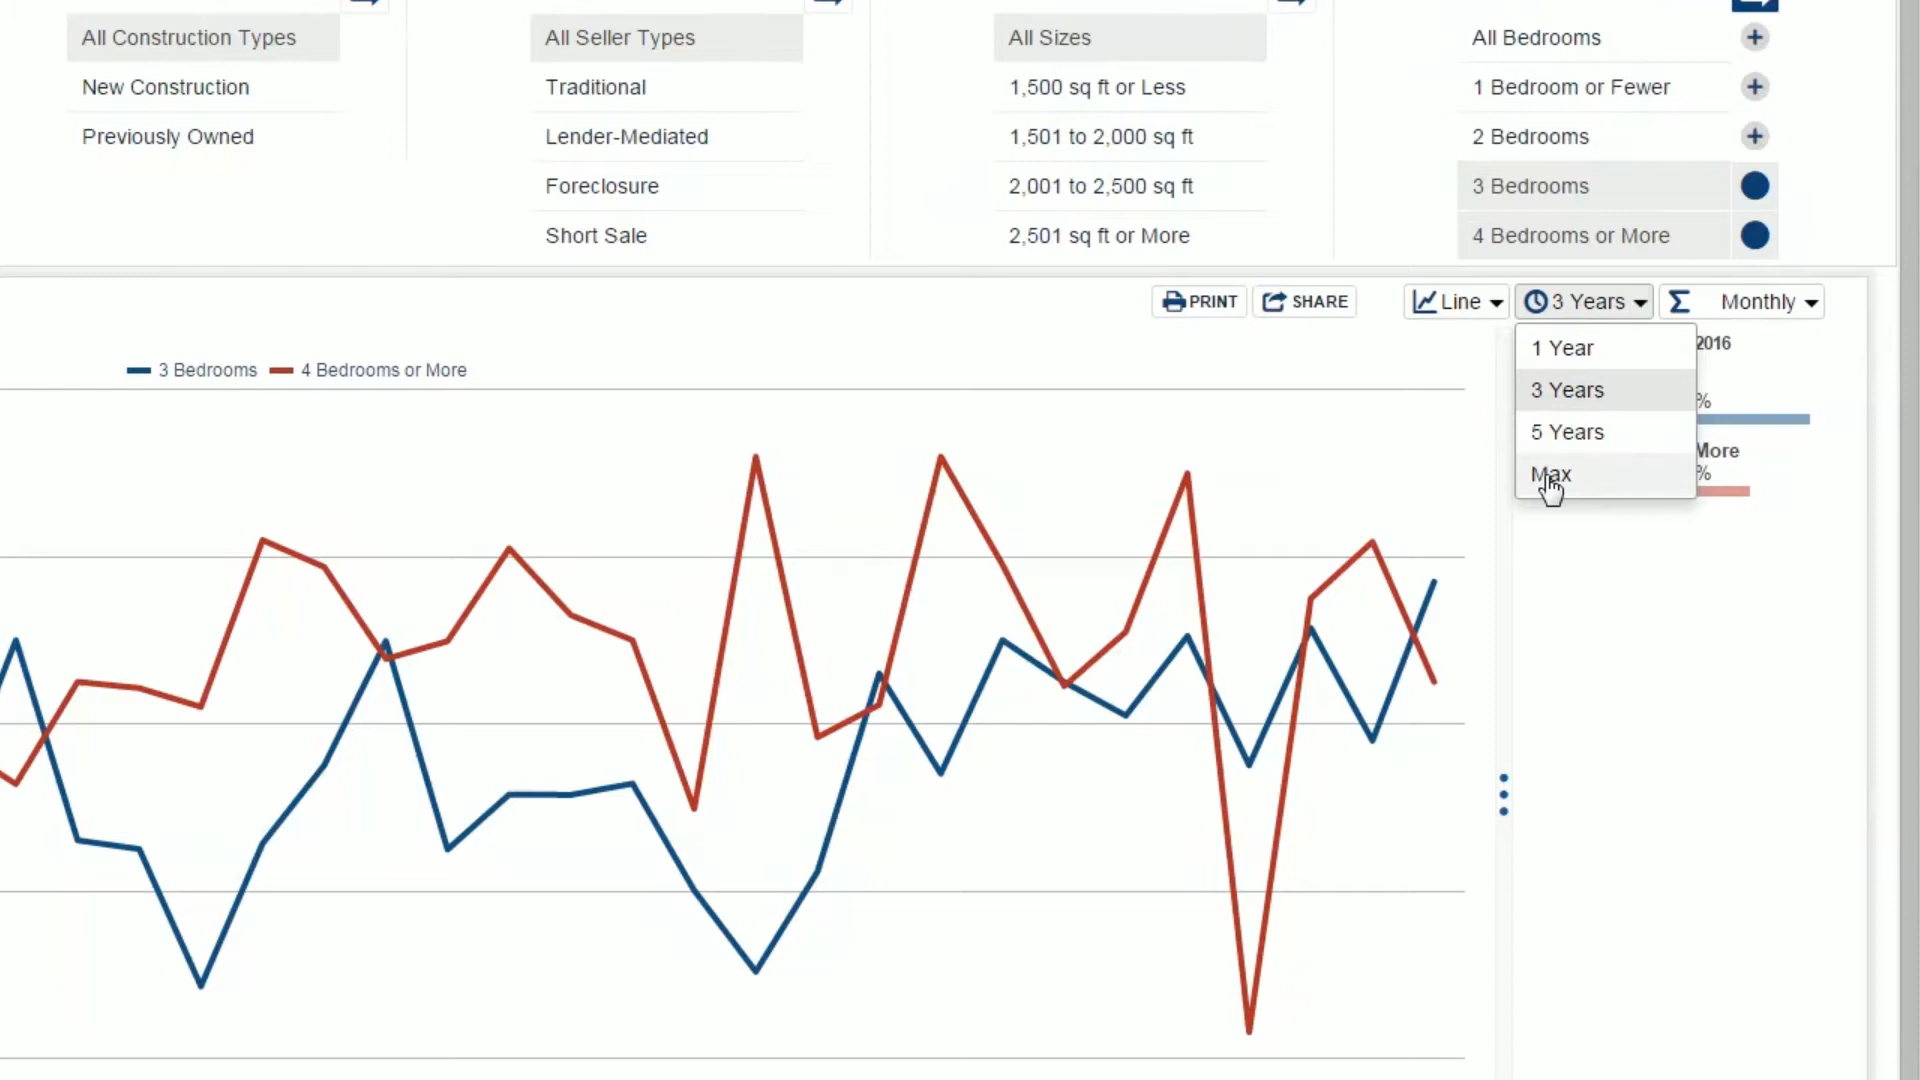 All Construction Types
New Construction
Previously Owned
All Seller Types
Traditional
Lender-Mediated
Foreclosure
Short Sale
All Sizes
1,500 sq ft or Less
1,501 to 2,000 sq ft
2,001 to 2,500 sq ft
2,501 sq ft or More
All Bedrooms
1 Bedroom or Fewer
2 Bedrooms
3 Bedrooms
4 Bedrooms or More
PRINT SHARE Line 3 Years Monthly
1 Year
3 Years
5 Years
Max
2016
%
More
%
3 Bedrooms 4 Bedrooms or More